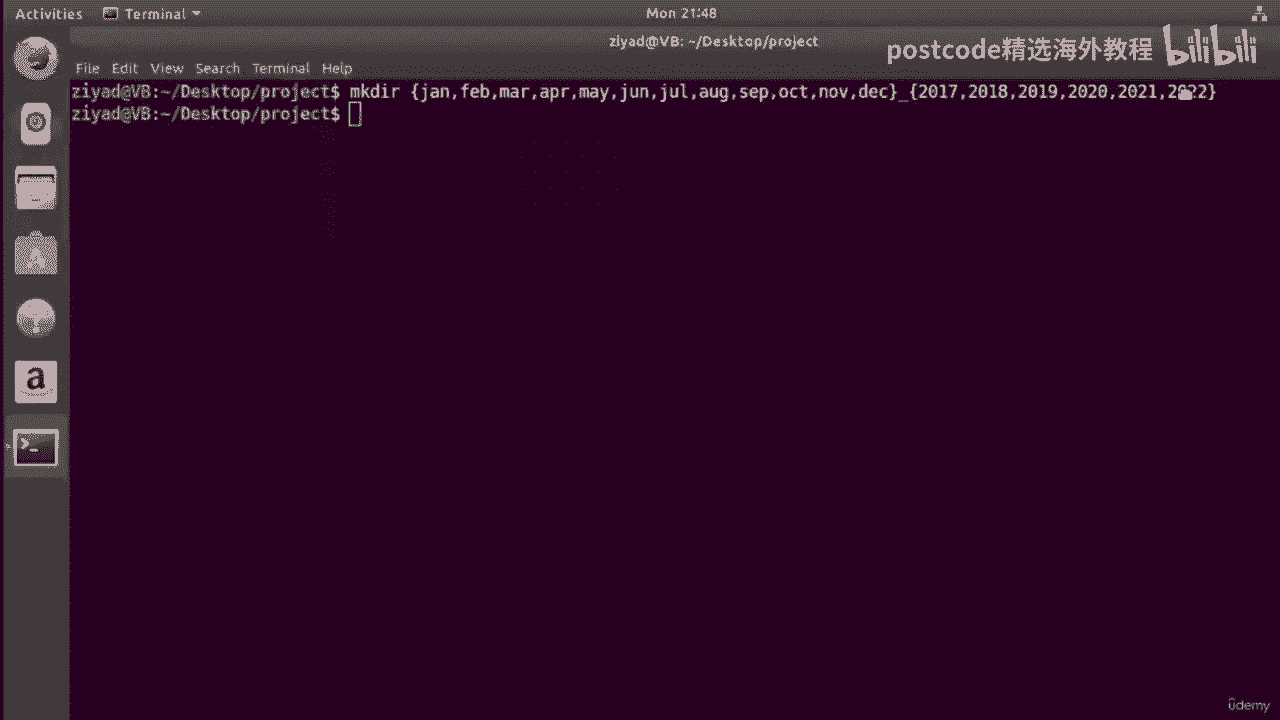 Activities Terminal Mon 21:48
ziyad@VB: ~/Desktop/project
postcode精选海外教程 bilibili
File Edit View Search Terminal Help
ziyad@VB:~/Desktop/project$ mkdir {jan,feb,mar,apr,may,jun,jul,aug,sep,oct,nov,dec}_{2017,2018,2019,2020,2021,2022}
ziyad@VB:~/Desktop/project$
a
ûdemy